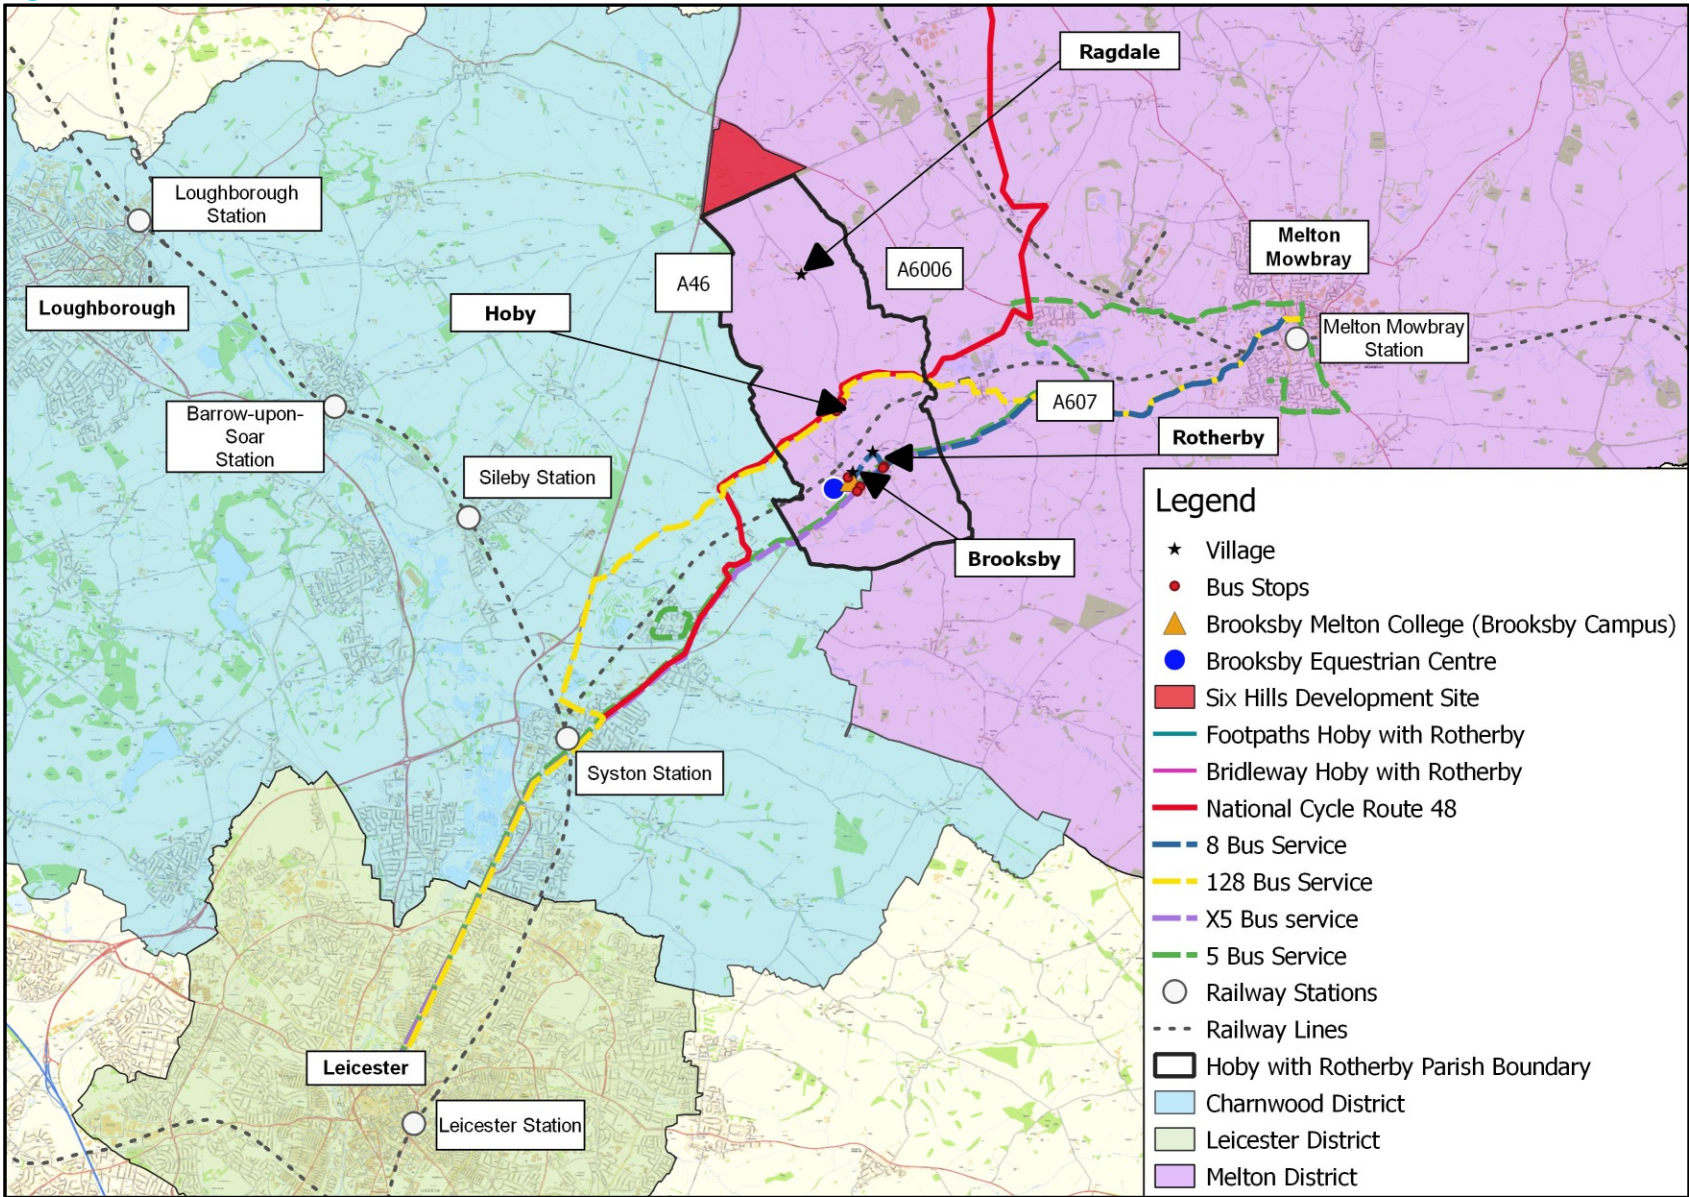 Ragdale
Loughborough
Station
Melton
Mowbray
A6006
A46
Loughborough
Hoby
Melton Mowbray
Station
A607
Barrow-upon-
Soar
Station
Rotherby
Sileby Station
Brooksby
Syston Station
Leicester
Leicester Station
Legend
Village
Bus Stops
Brooksby Melton College (Brooksby Campus)
Brooksby Equestrian Centre
Six Hills Development Site
Footpaths Hoby with Rotherby
Bridleway Hoby with Rotherby
National Cycle Route 48
8 Bus Service
128 Bus Service
X5 Bus service
5 Bus Service
Railway Stations
Railway Lines
Hoby with Rotherby Parish Boundary
Charnwood District
Leicester District
Melton District